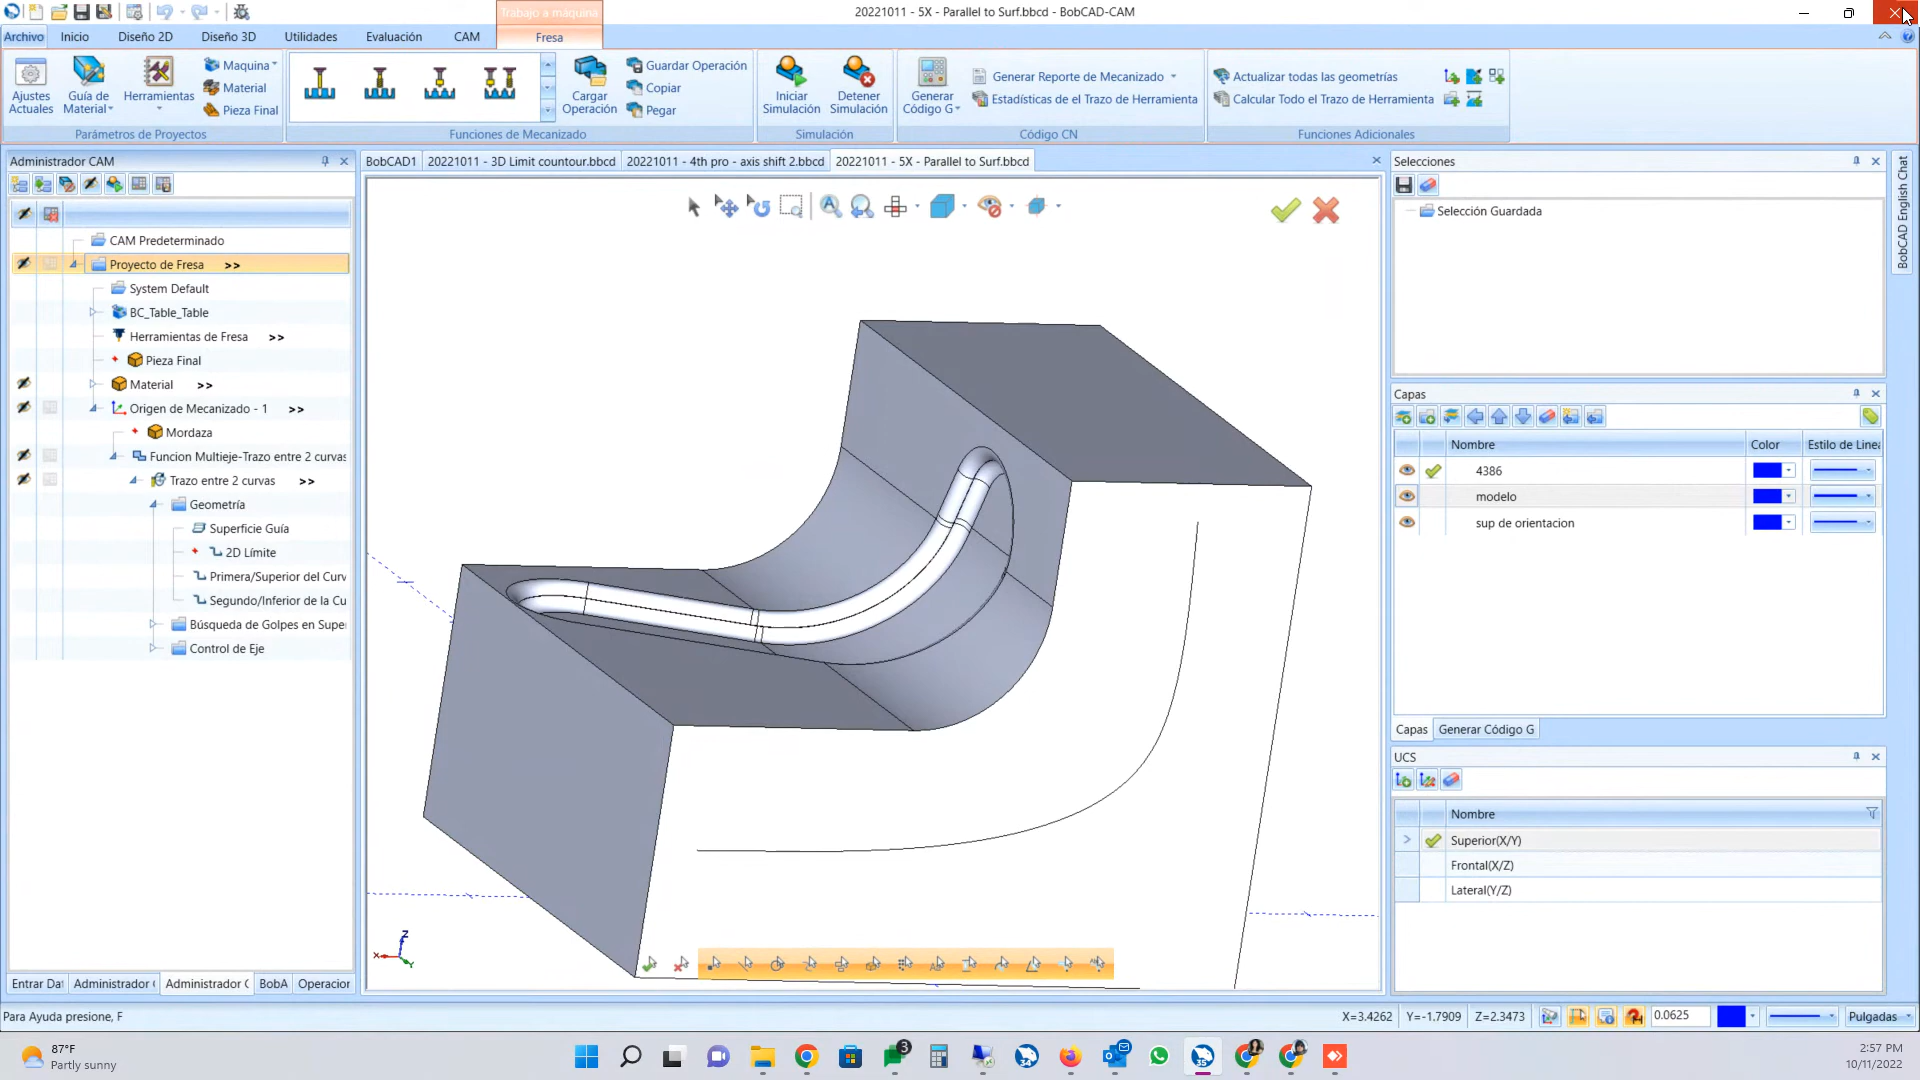 Trabajo a máquina
20221011 - 5X - Parallel to Surf.bbcd - BobCAD-CAM
Archivo Inicio Diseño 2D Diseño 3D Utilidades Evaluación CAM Fresa
Ajustes Actuales
Guía de Material
Herramientas
Maquina
Material
Pieza Final
Parámetros de Proyectos
Cargar Operación
Guardar Operación
Copiar
Pegar
Funciones de Mecanizado
Iniciar Simulación
Detener Simulación
Simulación
Generar Código G
Generar Reporte de Mecanizado
Estadísticas de el Trazo de Herramienta
Código CN
Actualizar todas las geometrías
Calcular Todo el Trazo de Herramienta
Funciones Adicionales
Administrador CAM
BobCAD1 20221011 - 3D Limit countour.bbcd 20221011 - 4th pro - axis shift 2.bbcd 20221011 - 5X - Parallel to Surf.bbcd
CAM Predeterminado
Proyecto de Fresa >>
System Default
BC_Table_Table
Herramientas de Fresa >>
Pieza Final
Material >>
Origen de Mecanizado - 1 >>
Mordaza
Funcion Multieje-Trazo entre 2 curvas
Trazo entre 2 curvas >>
Geometría
Superficie Guía
2D Límite
Primera/Superior del Curv
Segundo/Inferior de la Cu
Búsqueda de Golpes en Supe
Control de Eje
Z
X
Y
Entrar Dat Administrador ( Administrador C BobA Operacior
Selecciones
Selección Guardada
BobCAD English Chat
Capas
Nombre Color Estilo de Linea
4386
modelo
sup de orientacion
Capas Generar Código G
UCS
Nombre
Superior(X/Y)
Frontal(X/Z)
Lateral(Y/Z)
Para Ayuda presione, F
X=3.4262 Y=-1.7909 Z=2.3473 0.0625 Pulgadas
87°F
Partly sunny
3
2:57 PM
10/11/2022